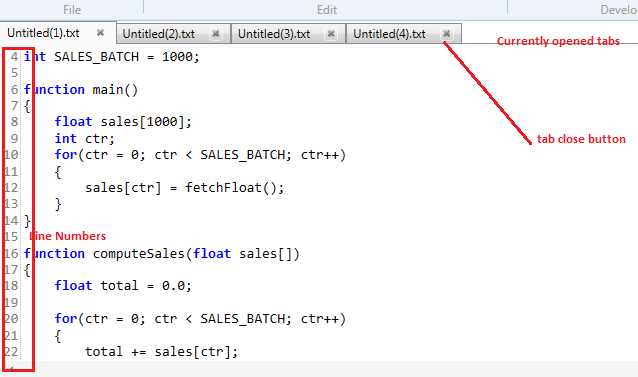 File Edit Develo
Untitled(1).txt Untitled(2).txt Untitled(3).txt Untitled(4).txt Currently opened tabs
4 int SALES_BATCH = 1000;
5
tab close button
6 function main()
7 {
8 float sales[1000];
9 int ctr;
10 for(ctr = 0; ctr < SALES_BATCH; ctr++)
11 {
12 sales[ctr] = fetchFloat();
13 }
14 }
15 Line Numbers
16 function computeSales(float sales[])
17 {
18 float total = 0.0;
19
20 for(ctr = 0; ctr < SALES_BATCH; ctr++)
21 {
22 total += sales[ctr];